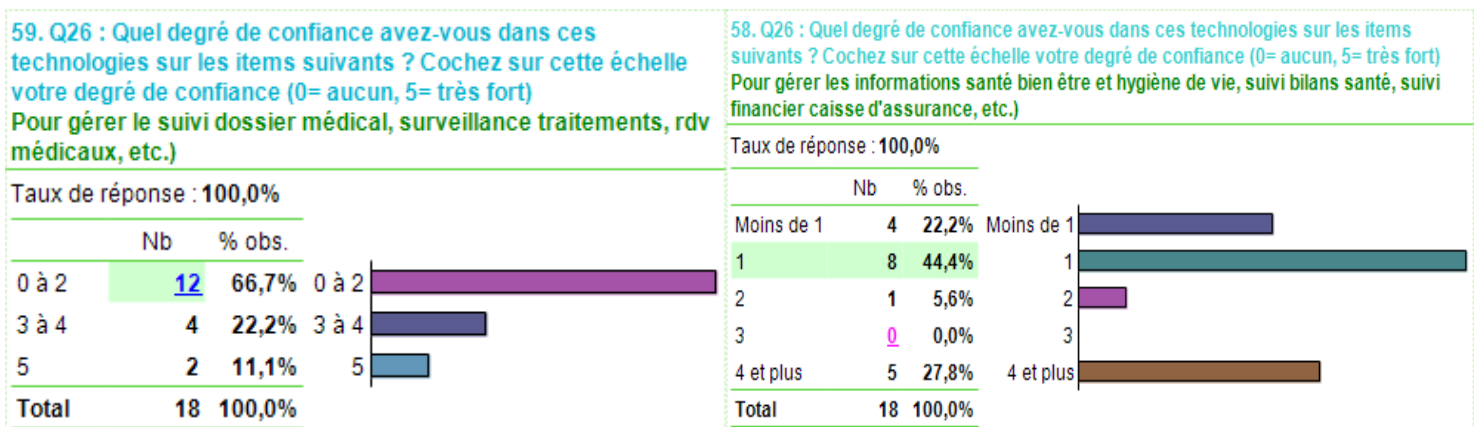 59. Q26 : Quel degré de confiance avez-vous dans ces
technologies sur les items suivants ? Cochez sur cette échelle
votre degré de confiance (0= aucun, 5= très fort)
Pour gérer le suivi dossier médical, surveillance traitements, rdv
médicaux, etc.)
Taux de réponse : 100,0%
Nb % obs.
0 à 2 12 66,7% 0 à 2
3 à 4 4 22,2% 3 à 4
5 2 11,1% 5
Total 18 100,0%
58. Q26 : Quel degré de confiance avez-vous dans ces technologies sur les items
suivants ? Cochez sur cette échelle votre degré de confiance (0= aucun, 5= très fort)
Pour gérer les informations santé bien être et hygiène de vie, suivi bilans santé, suivi
financier caisse d'assurance, etc.)
Taux de réponse : 100,0%
Nb % obs.
Moins de 1 4 22,2% Moins de 1
1 8 44,4% 1
2 1 5,6% 2
3 0 0,0% 3
4 et plus 5 27,8% 4 et plus
Total 18 100,0%